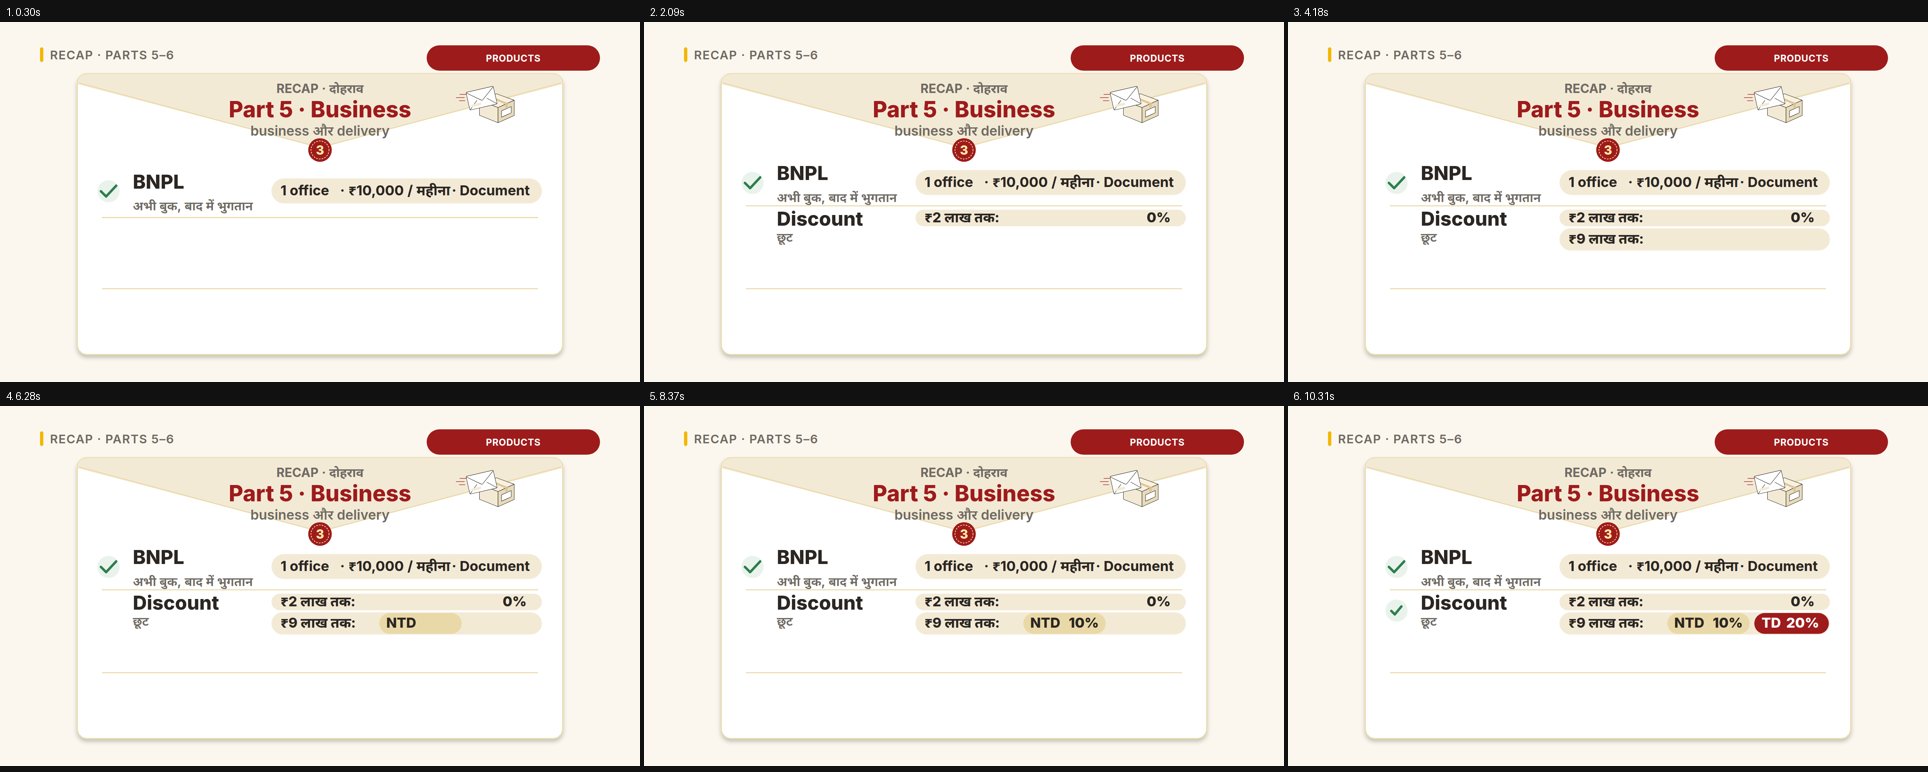 1. 0.30s
RECAP · PARTS 5–6
PRODUCTS
RECAP · दोहराव
Part 5 · Business
business और delivery
3
BNPL
अभी बुक, बाद में भुगतान
1 office · ₹10,000 / महीना · Document
2. 2.09s
RECAP · PARTS 5–6
PRODUCTS
RECAP · दोहराव
Part 5 · Business
business और delivery
3
BNPL
अभी बुक, बाद में भुगतान
1 office · ₹10,000 / महीना · Document
Discount
छूट
₹2 लाख तक: 0%
3. 4.18s
RECAP · PARTS 5–6
PRODUCTS
RECAP · दोहराव
Part 5 · Business
business और delivery
3
BNPL
अभी बुक, बाद में भुगतान
1 office · ₹10,000 / महीना · Document
Discount
छूट
₹2 लाख तक: 0%
₹9 लाख तक:
4. 6.28s
RECAP · PARTS 5–6
PRODUCTS
RECAP · दोहराव
Part 5 · Business
business और delivery
3
BNPL
अभी बुक, बाद में भुगतान
1 office · ₹10,000 / महीना · Document
Discount
छूट
₹2 लाख तक: 0%
₹9 लाख तक: NTD
5. 8.37s
RECAP · PARTS 5–6
PRODUCTS
RECAP · दोहराव
Part 5 · Business
business और delivery
3
BNPL
अभी बुक, बाद में भुगतान
1 office · ₹10,000 / महीना · Document
Discount
छूट
₹2 लाख तक: 0%
₹9 लाख तक: NTD 10%
6. 10.31s
RECAP · PARTS 5–6
PRODUCTS
RECAP · दोहराव
Part 5 · Business
business और delivery
3
BNPL
अभी बुक, बाद में भुगतान
1 office · ₹10,000 / महीना · Document
Discount
छूट
₹2 लाख तक: 0%
₹9 लाख तक: NTD 10% TD 20%